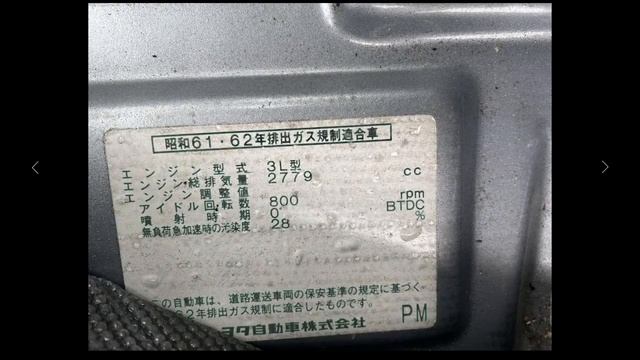 昭和61・62年排出ガス規制適合車
エンジン型式 3L型
エンジン総排気量 2779 cc
エンジン調整値
アイドル回転数 800 rpm
噴射時期 0 BTDC
無負荷急加速時の汚染度 28 %
この自動車は、道路運送車両の保安基準の規定に基づく
62年排出ガス規制に適合したものです。
ヨタ自動車株式会社 PM